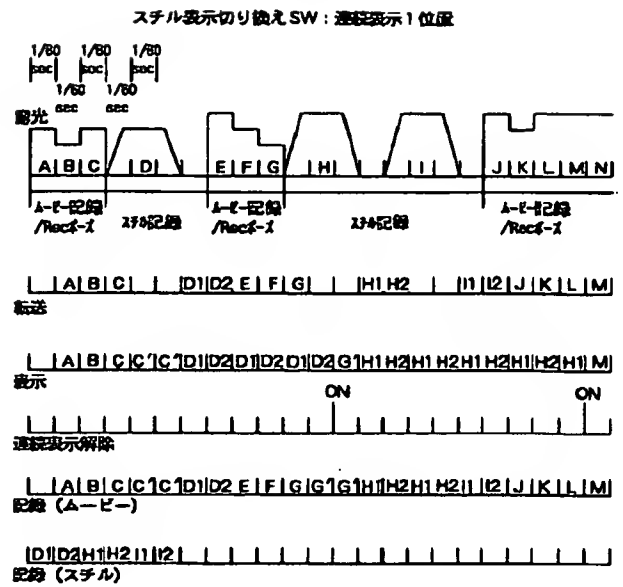 スチル表示切り換えSW：連続表示1位置
1/60 1/60 1/60
sec sec sec
1/60 1/60
sec sec
露光
A B C D E F G H I J K L M N
ムービー記録 スチル記録 ムービー記録 スチル記録 ムービー記録
/Recポーズ /Recポーズ /Recポーズ
A B C D1 D2 E F G H1 H2 I1 I2 J K L M
転送
A B C C' C' D1 D2 D1 D2 D1 D2 G' H1 H2 H1 H2 H1 H2 H1 H2 H1 M
表示
ON ON
連続表示解除
A B C C' C' D1 D2 E F G G' G' H1 H2 H1 H2 I1 I2 J K L M
記録（ムービー）
D1 D2 H1 H2 I1 I2
記録（スチル）